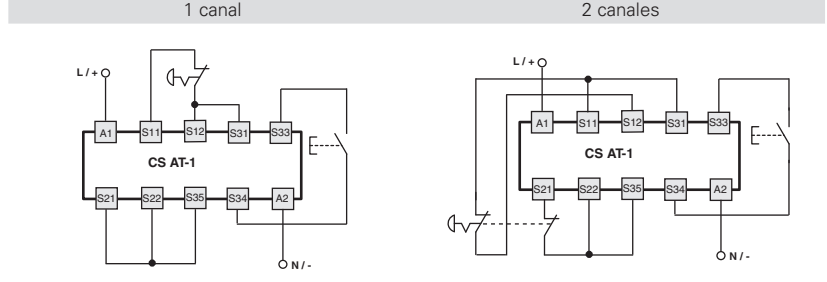 1 canal
2 canales
L / +
A1 S11 S12 S31 S33
CS AT-1
S21 S22 S35 S34 A2
N / -
L / +
A1 S11 S12 S31 S33
CS AT-1
S21 S22 S35 S34 A2
N / -